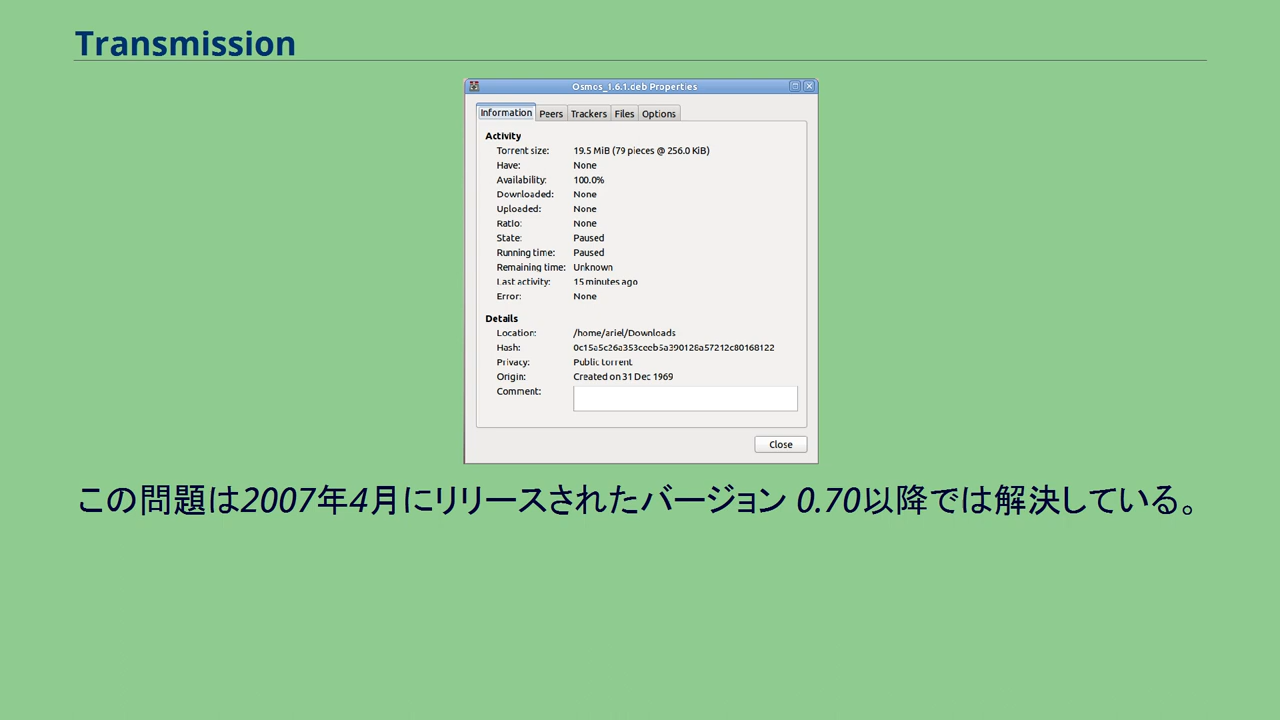 Transmission
Osmos_1.6.1.deb Properties
Information Peers Trackers Files Options
Activity
Torrent size: 19.5 MiB (79 pieces @ 256.0 KiB)
Have: None
Availability: 100.0%
Downloaded: None
Uploaded: None
Ratio: None
State: Paused
Running time: Paused
Remaining time: Unknown
Last activity: 15 minutes ago
Error: None
Details
Location: /home/ariel/Downloads
Hash: 0c15a5c26a353ceeb5a390128a57212c80168122
Privacy: Public torrent
Origin: Created on 31 Dec 1969
Comment:
Close
この問題は2007年4月にリリースされたバージョン 0.70以降では解決している。